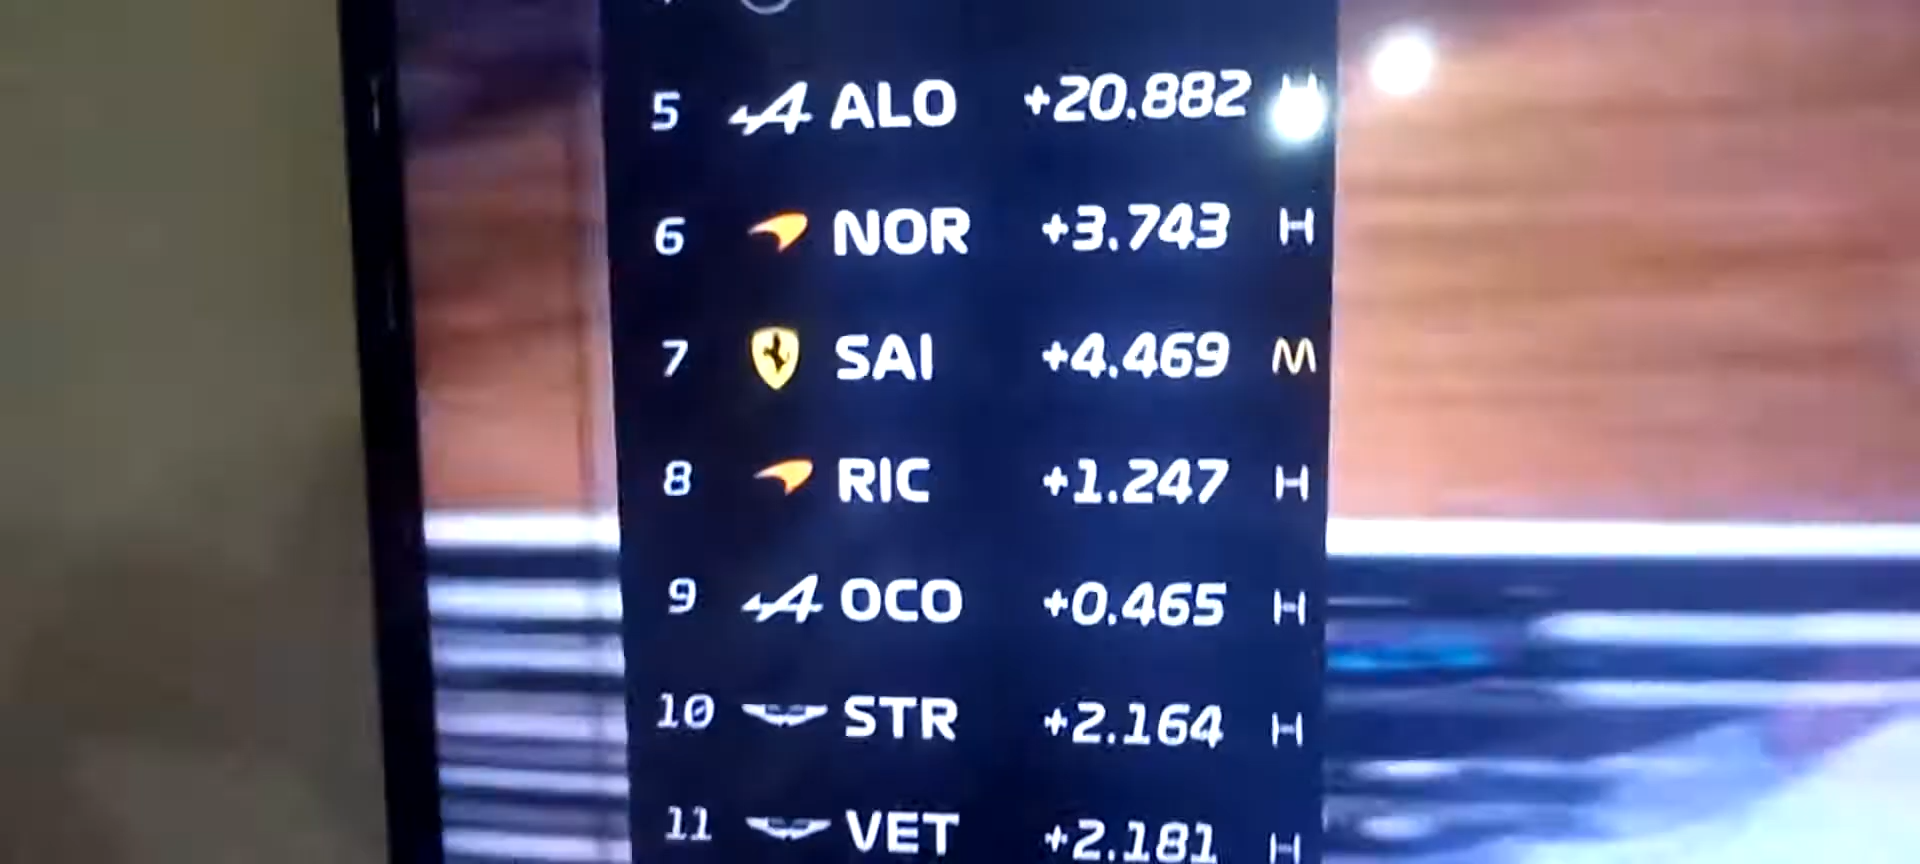 5 ALO +20.882 H
6 NOR +3.743 H
7 SAI +4.469 M
8 RIC +1.247 H
9 OCO +0.465 H
10 STR +2.164 H
11 VET +2.181 H